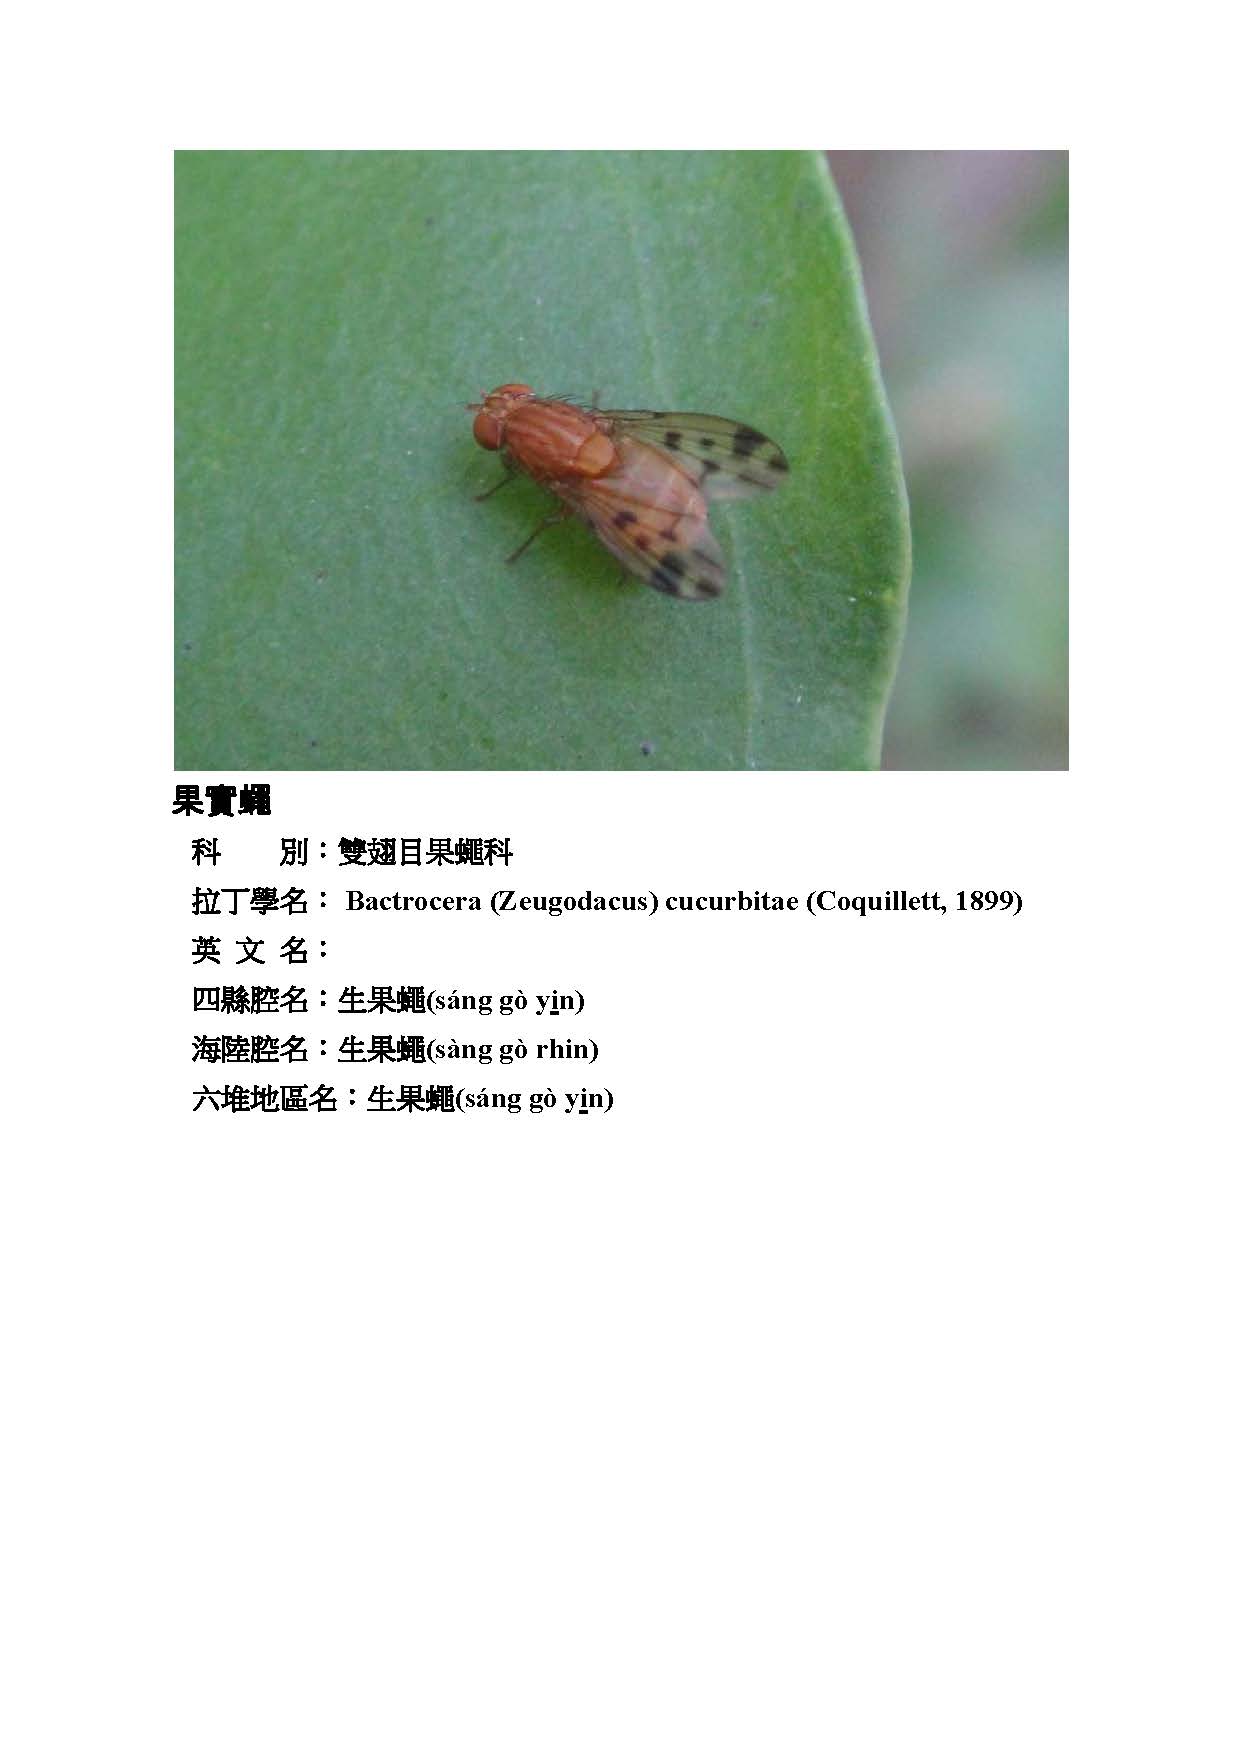 果實蠅
科　　別：雙翅目果蠅科
拉丁學名： Bactrocera (Zeugodacus) cucurbitae (Coquillett, 1899)
英 文 名：
四縣腔名：生果蠅(sáng gò yin)
海陸腔名：生果蠅(sàng gò rhin)
六堆地區名：生果蠅(sáng gò yin)